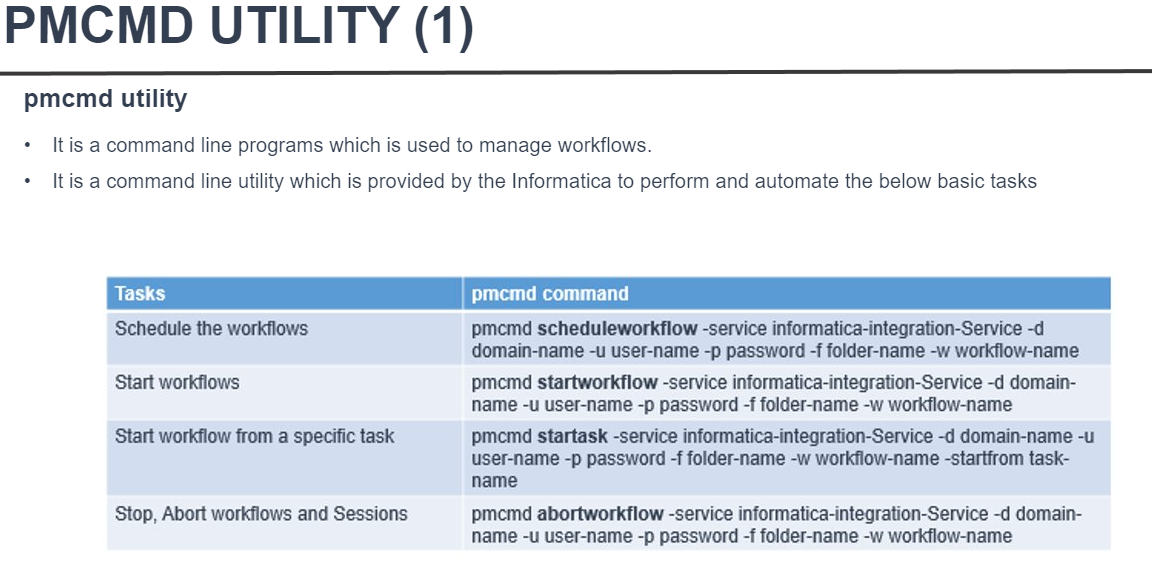 PMCMD UTILITY (1)
pmcmd utility
• It is a command line programs which is used to manage workflows.
• It is a command line utility which is provided by the Informatica to perform and automate the below basic tasks
Tasks
pmcmd command
Schedule the workflows
pmcmd scheduleworkflow -service informatica-integration-Service -d
domain-name -u user-name -p password -f folder-name -w workflow-name
Start workflows
pmcmd startworkflow -service informatica-integration-Service -d domain-
name -u user-name -p password -f folder-name -w workflow-name
Start workflow from a specific task
pmcmd startask -service informatica-integration-Service -d domain-name -u
user-name -p password -f folder-name -w workflow-name -startfrom task-
name
Stop, Abort workflows and Sessions
pmcmd abortworkflow -service informatica-integration-Service -d domain-
name -u user-name -p password -f folder-name -w workflow-name